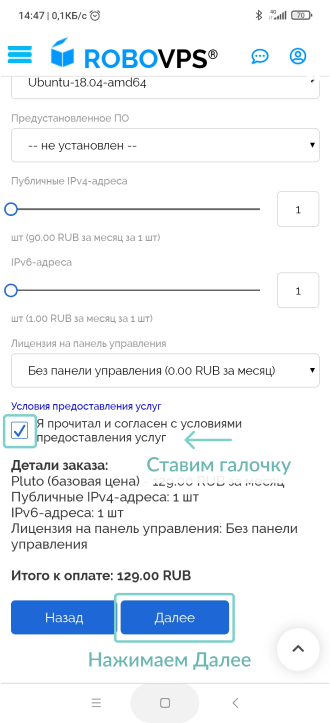 14:47 | 0,1КБ/с
4G
70
ROBOVPS®
Ubuntu-18.04-amd64
Предустановленное ПО
-- не установлен --
Публичные IPv4-адреса
1
шт (90.00 RUB за месяц за 1 шт)
IPv6-адреса
1
шт (1.00 RUB за месяц за 1 шт)
Лицензия на панель управления
Без панели управления (0.00 RUB за месяц)
Условия предоставления услуг
Я прочитал и согласен с условиями
предоставления услуг
Ставим галочку
Детали заказа:
Pluto (базовая цена) - 129.00 RUB за месяц
Публичные IPv4-адреса: 1 шт
IPv6-адреса: 1 шт
Лицензия на панель управления: Без панели
управления
Итого к оплате: 129.00 RUB
Назад
Далее
Нажимаем Далее